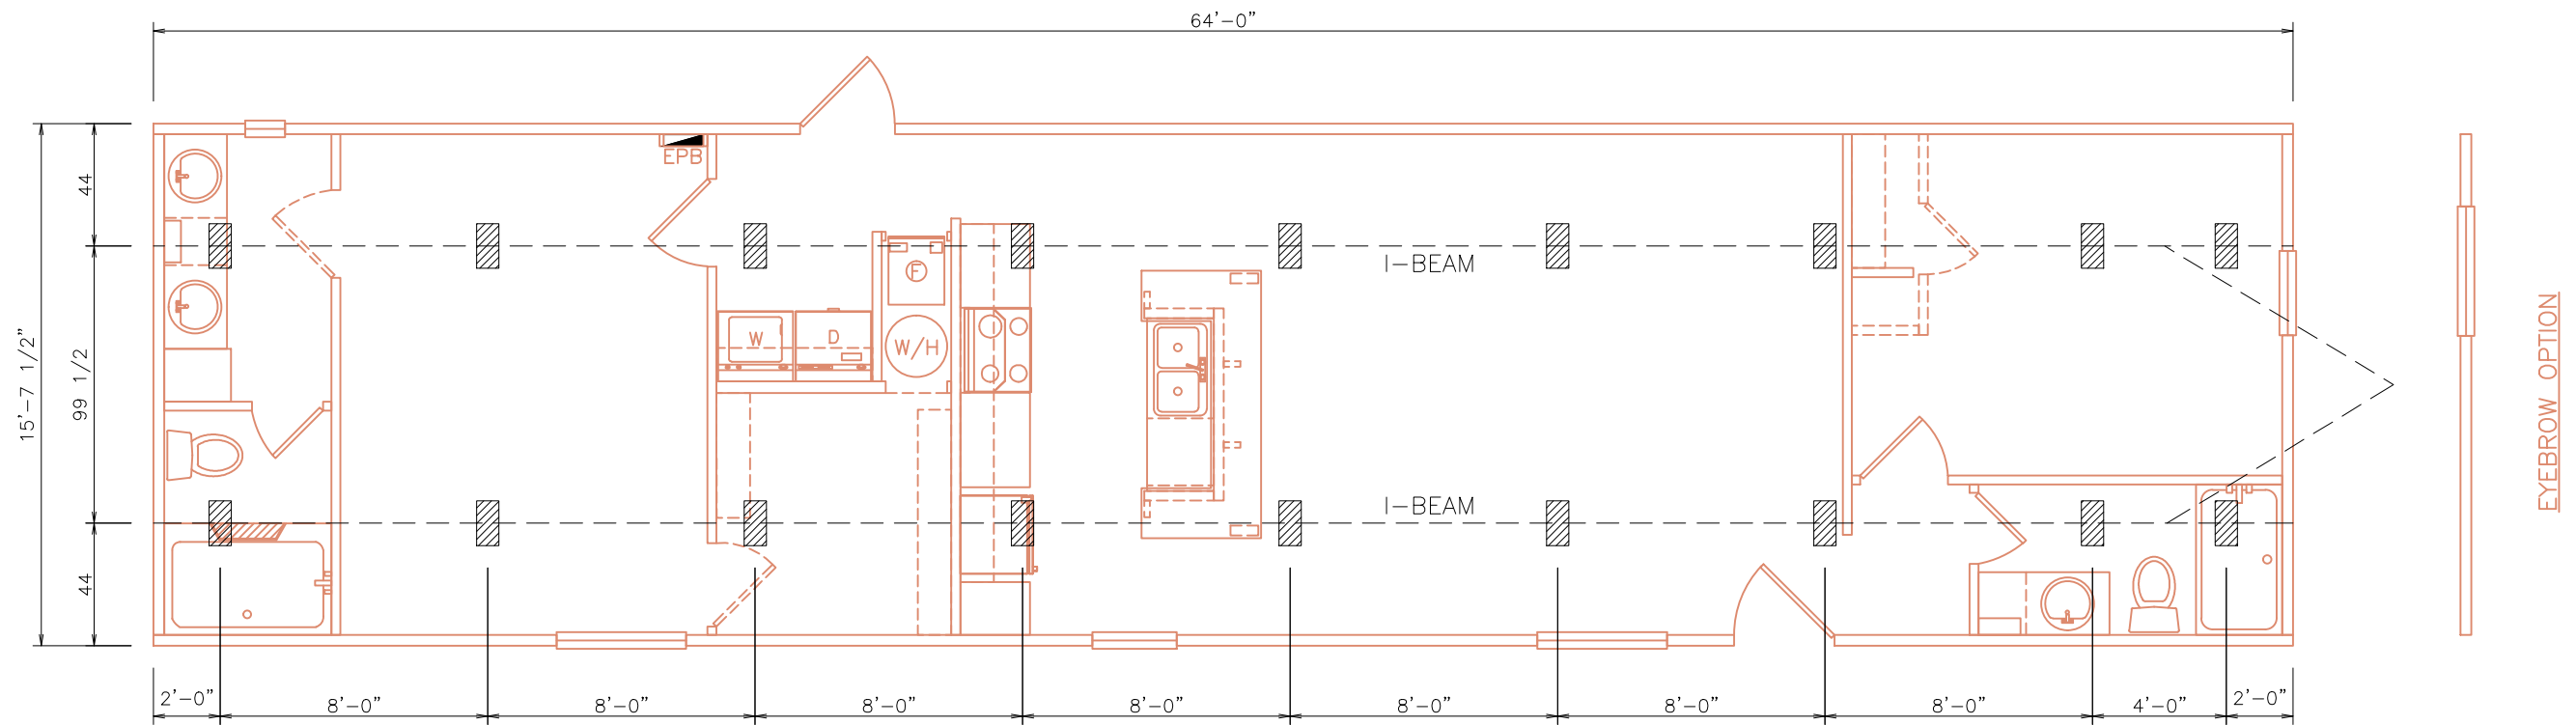 64'-0"
44
EPB
I-BEAM
F
W
D
W/H
15'-7 1/2"
99 1/2
EYEBROW OPTION
I-BEAM
44
2'-0"
8'-0"
8'-0"
8'-0"
8'-0"
8'-0"
8'-0"
8'-0"
4'-0"
2'-0"